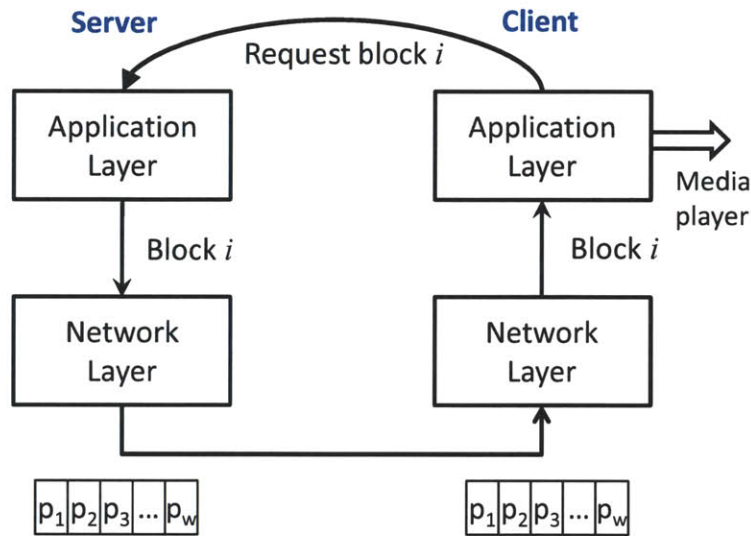 Server
Client
Request block i
Application
Layer
Application
Layer
Media
player
Block i
Block i
Network
Layer
Network
Layer
p1 p2 p3 ... pw
p1 p2 p3 ... pw